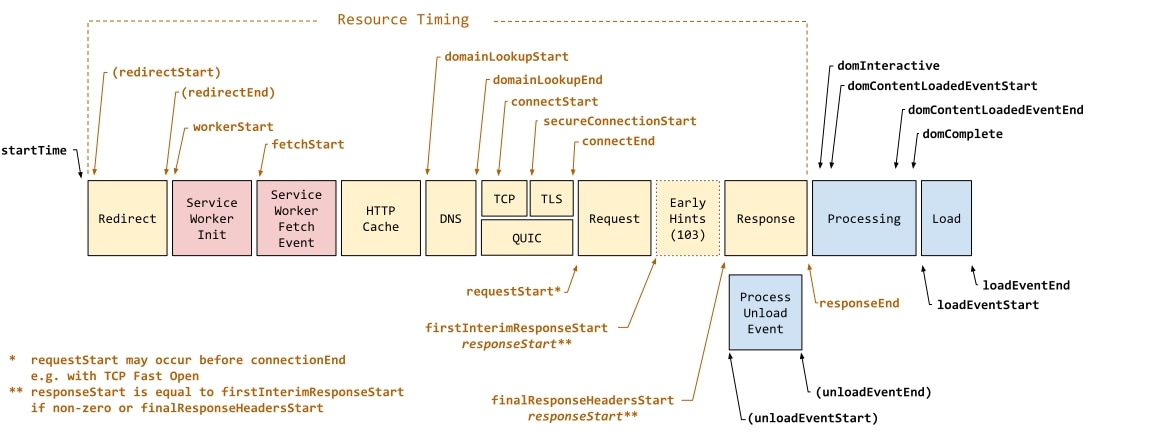 Resource Timing
domainLookupStart
domInteractive
(redirectStart)
domainLookupEnd
domContentLoadedEventStart
(redirectEnd)
connectStart
domContentLoadedEventEnd
workerStart
secureConnectionStart
domComplete
fetchStart
connectEnd
startTime
Redirect
Service
Worker
Init
Service
Worker
Fetch
Event
HTTP
Cache
DNS
TCP
TLS
QUIC
Request
Early
Hints
(103)
Response
Processing
Load
requestStart*
Process
Unload
Event
responseEnd
loadEventEnd
loadEventStart
firstInterimResponseStart
responseStart**
* requestStart may occur before connectionEnd
e.g. with TCP Fast Open
** responseStart is equal to firstInterimResponseStart
if non-zero or finalResponseHeadersStart
finalResponseHeadersStart
responseStart**
(unloadEventEnd)
(unloadEventStart)